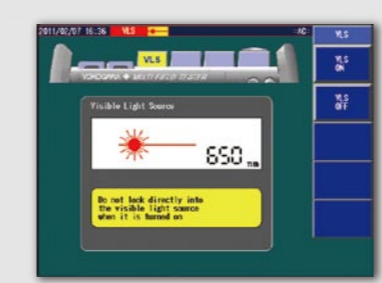 2011/02/07 16:36 VLS AC
VLS
VLS
ON
VLS
OFF
VLS
YOKOGAWA ◆ MULTI FIELD TESTER
Visible Light Source
650 nm
Do not look directly into
the visible light source
when it is turned on